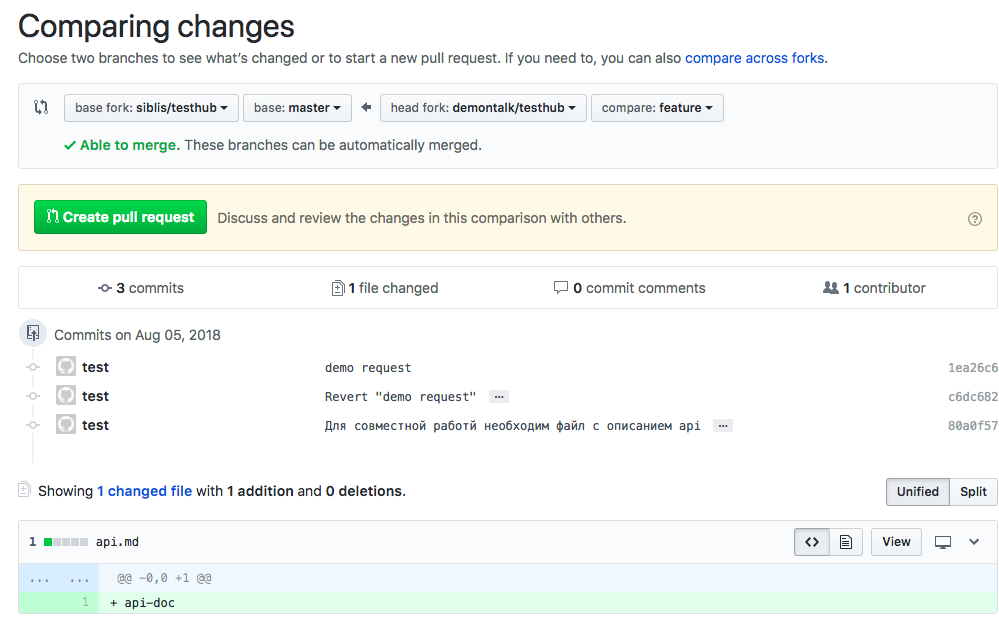 Comparing changes
Choose two branches to see what's changed or to start a new pull request. If you need to, you can also compare across forks.
base fork: siblis/testhub base: master head fork: demontalk/testhub compare: feature
Able to merge. These branches can be automatically merged.
Create pull request Discuss and review the changes in this comparison with others.
3 commits 1 file changed 0 commit comments 1 contributor
Commits on Aug 05, 2018
test demo request 1ea26c6
test Revert "demo request" … c6dc682
test Для совместной работй необходим файл с описанием api … 80a0f57
Showing 1 changed file with 1 addition and 0 deletions. Unified Split
1 api.md View
... ... @@ -0,0 +1 @@
1 + api-doc